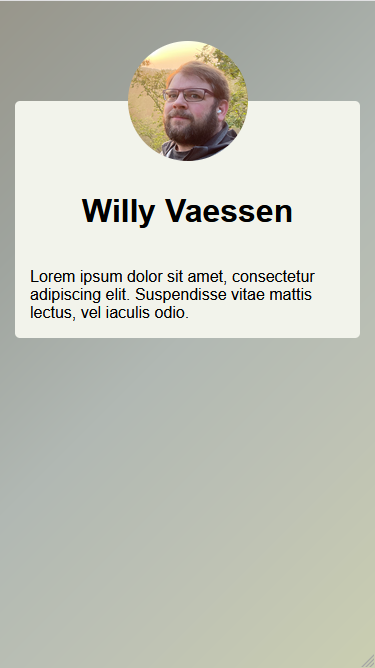 Willy Vaessen
Lorem ipsum dolor sit amet, consectetur
adipiscing elit. Suspendisse vitae mattis
lectus, vel iaculis odio.